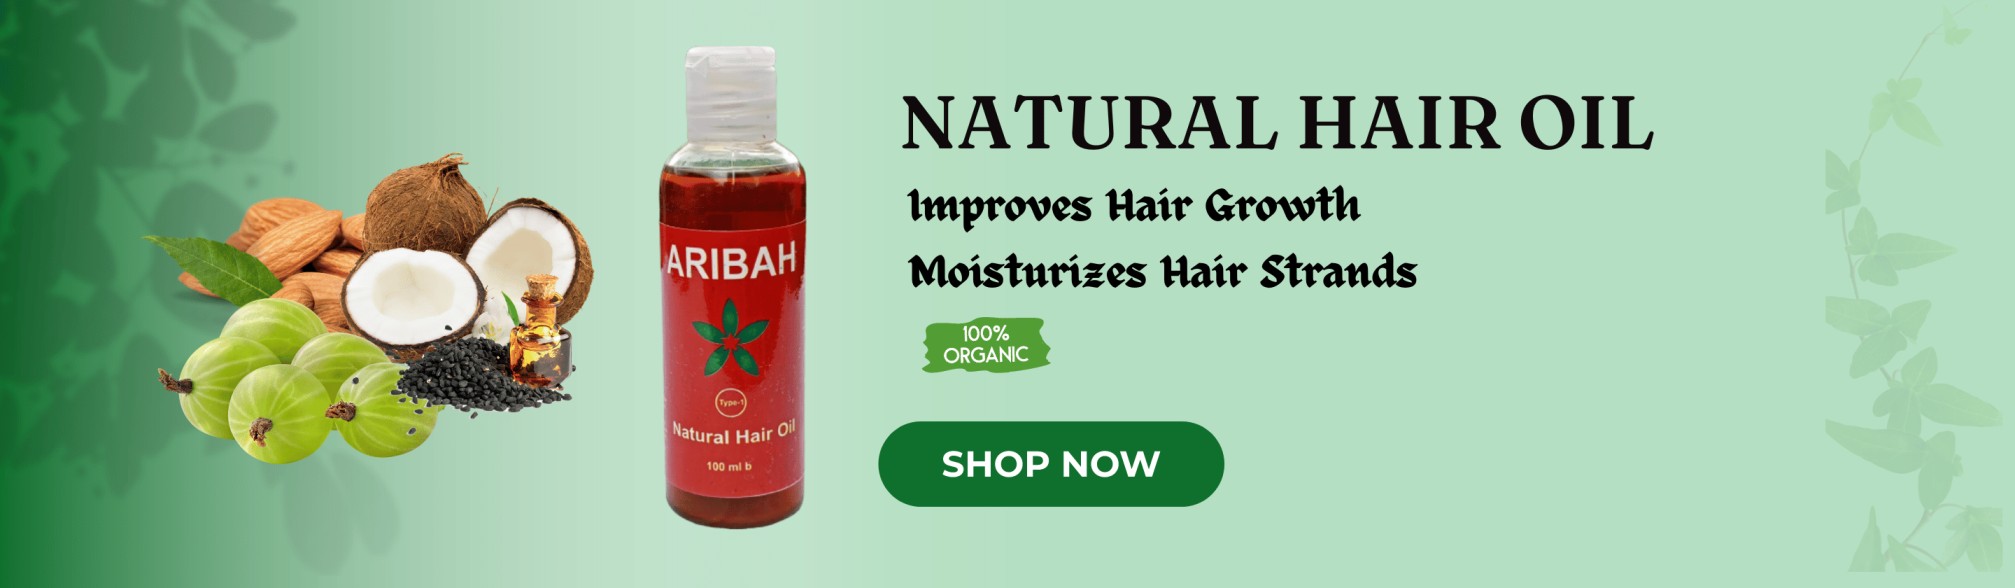 NATURAL HAIR OIL
Improves Hair Growth
Moisturizes Hair Strands
100%
ORGANIC
SHOP NOW
ARIBAH
Type-1
Natural Hair Oil
100 ml b